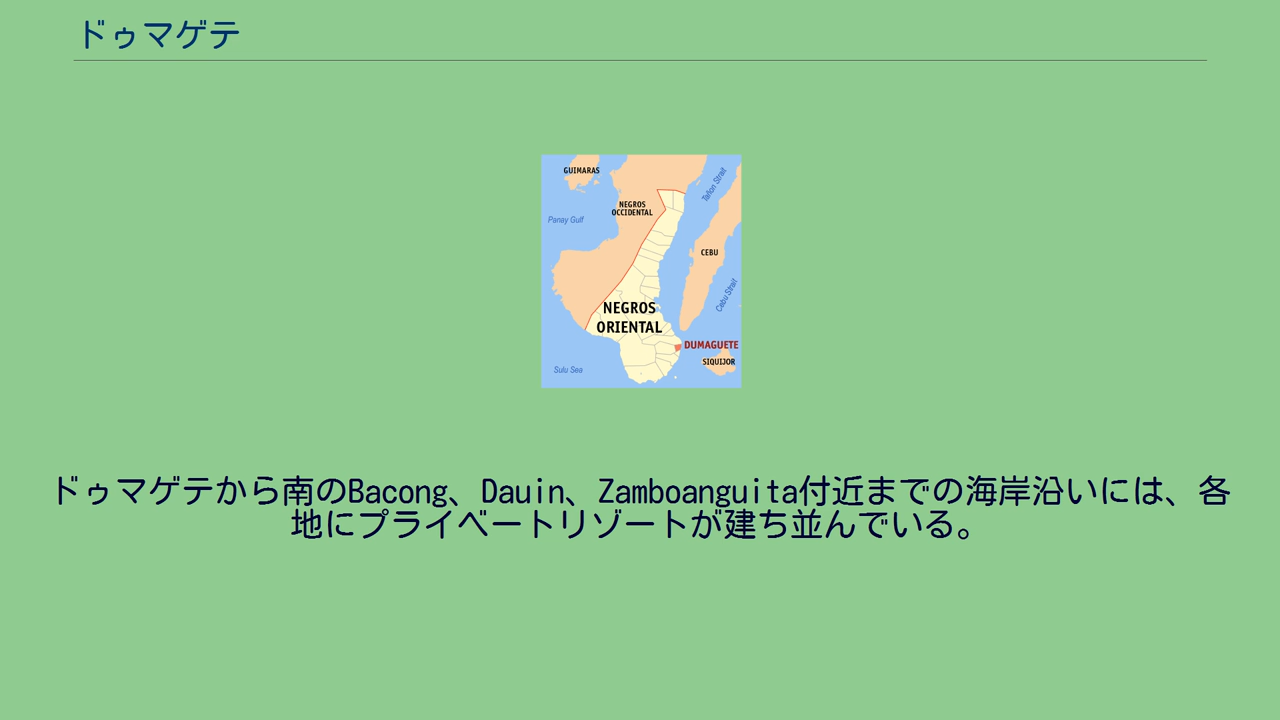 ドゥマゲテ
GUIMARAS
NEGROS
OCCIDENTAL
Tañon Strait
Panay Gulf
CEBU
Cebu Strait
NEGROS
ORIENTAL
DUMAGUETE
SIQUIJOR
Sulu Sea
ドゥマゲテから南のBacong、Dauin、Zamboanguita付近までの海岸沿いには、各
地にプライベートリゾートが建ち並んでいる。